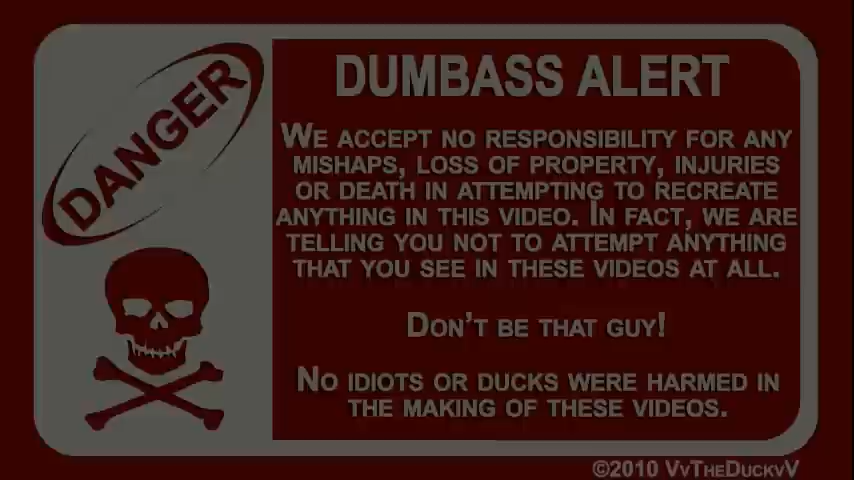 DANGER
DUMBASS ALERT
WE ACCEPT NO RESPONSIBILITY FOR ANY
MISHAPS, LOSS OF PROPERTY, INJURIES
OR DEATH IN ATTEMPTING TO RECREATE
ANYTHING IN THIS VIDEO. IN FACT, WE ARE
TELLING YOU NOT TO ATTEMPT ANYTHING
THAT YOU SEE IN THESE VIDEOS AT ALL.
DON'T BE THAT GUY!
NO IDIOTS OR DUCKS WERE HARMED IN
THE MAKING OF THESE VIDEOS.
©2010 VVTHEDUCKVV